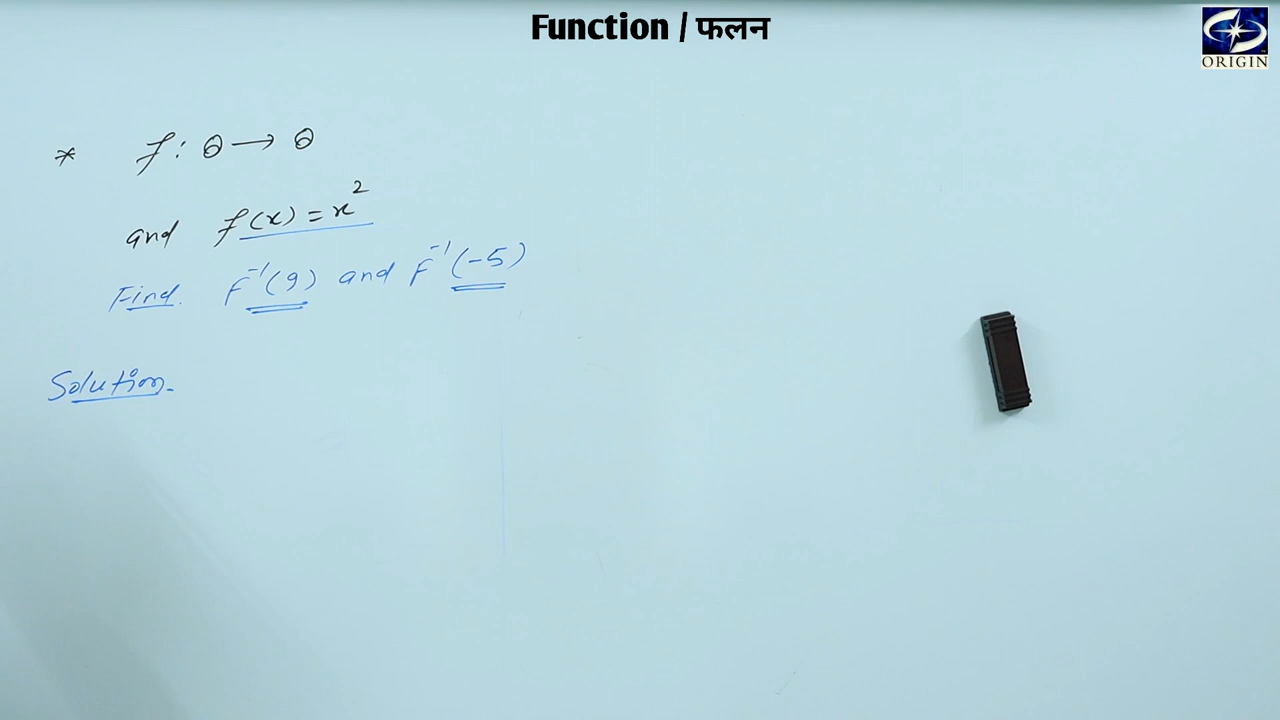 Function / फलन
ORIGIN
* f: Q → Q
and f(x) = x²
Find. f⁻¹(9) and f⁻¹(-5)
Solution.